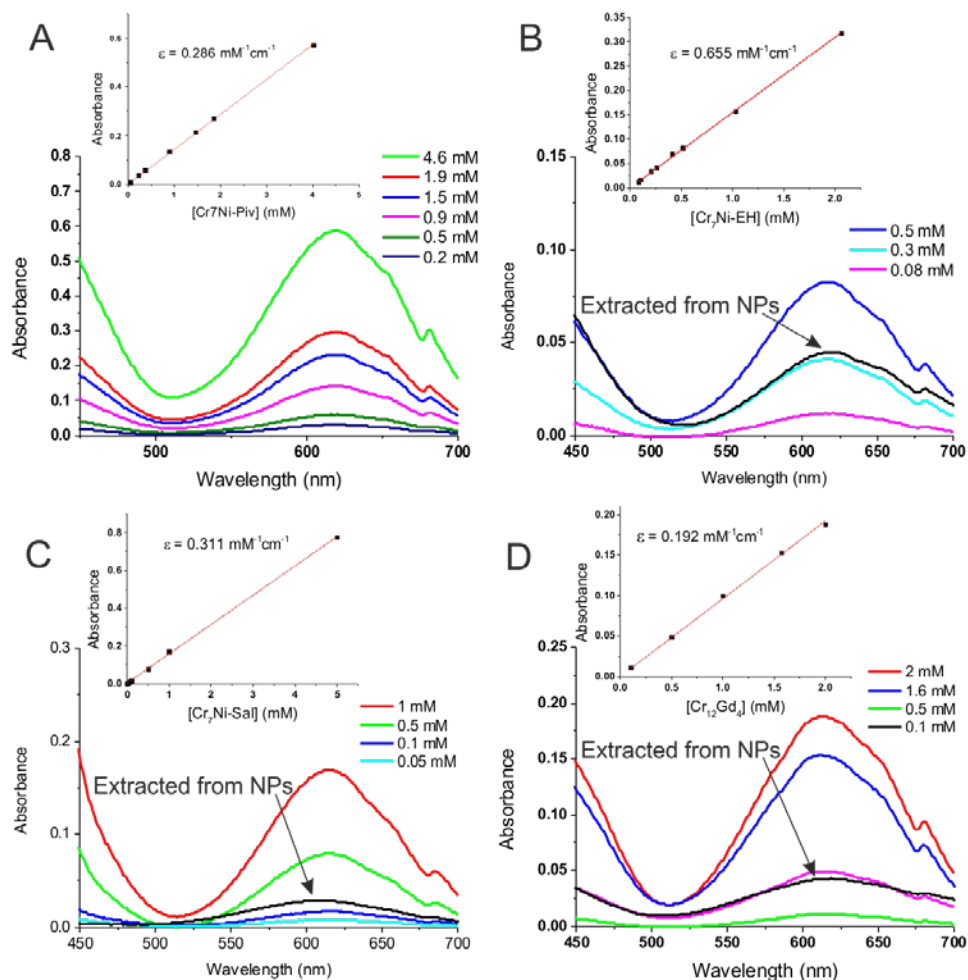 A
ε = 0.286 mM⁻¹cm⁻¹
Absorbance
0.6
0.4
0.2
0.0
0 1 2 3 4 5
[Cr7Ni-Piv] (mM)
4.6 mM
1.9 mM
1.5 mM
0.9 mM
0.5 mM
0.2 mM
Absorbance
0.8
0.7
0.6
0.5
0.4
0.3
0.2
0.1
0.0
500 550 600 650 700
Wavelength (nm)
B
ε = 0.655 mM⁻¹cm⁻¹
Absorbance
0.35
0.30
0.25
0.20
0.15
0.10
0.05
0.00
0.0 0.5 1.0 1.5 2.0
[Cr₇Ni-EH] (mM)
0.5 mM
0.3 mM
0.08 mM
Extracted from NPs
Absorbance
0.15
0.10
0.05
0.00
450 500 550 600 650 700
Wavelength (nm)
C
ε = 0.311 mM⁻¹cm⁻¹
Absorbance
0.8
0.6
0.4
0.2
0.0
0 1 2 3 4 5
[Cr₇Ni-Sal] (mM)
1 mM
0.5 mM
0.1 mM
0.05 mM
Extracted from NPs
Absorbance
0.3
0.2
0.1
0.0
450 500 550 600 650 700
Wavelength (nm)
D
ε = 0.192 mM⁻¹cm⁻¹
Absorbance
0.20
0.15
0.10
0.05
0.00
0.0 0.5 1.0 1.5 2.0
[Cr₁₂Gd₄] (mM)
2 mM
1.6 mM
0.5 mM
0.1 mM
Extracted from NPs
Absorbance
0.25
0.20
0.15
0.10
0.05
0.00
450 500 550 600 650 700
Wavelength (nm)